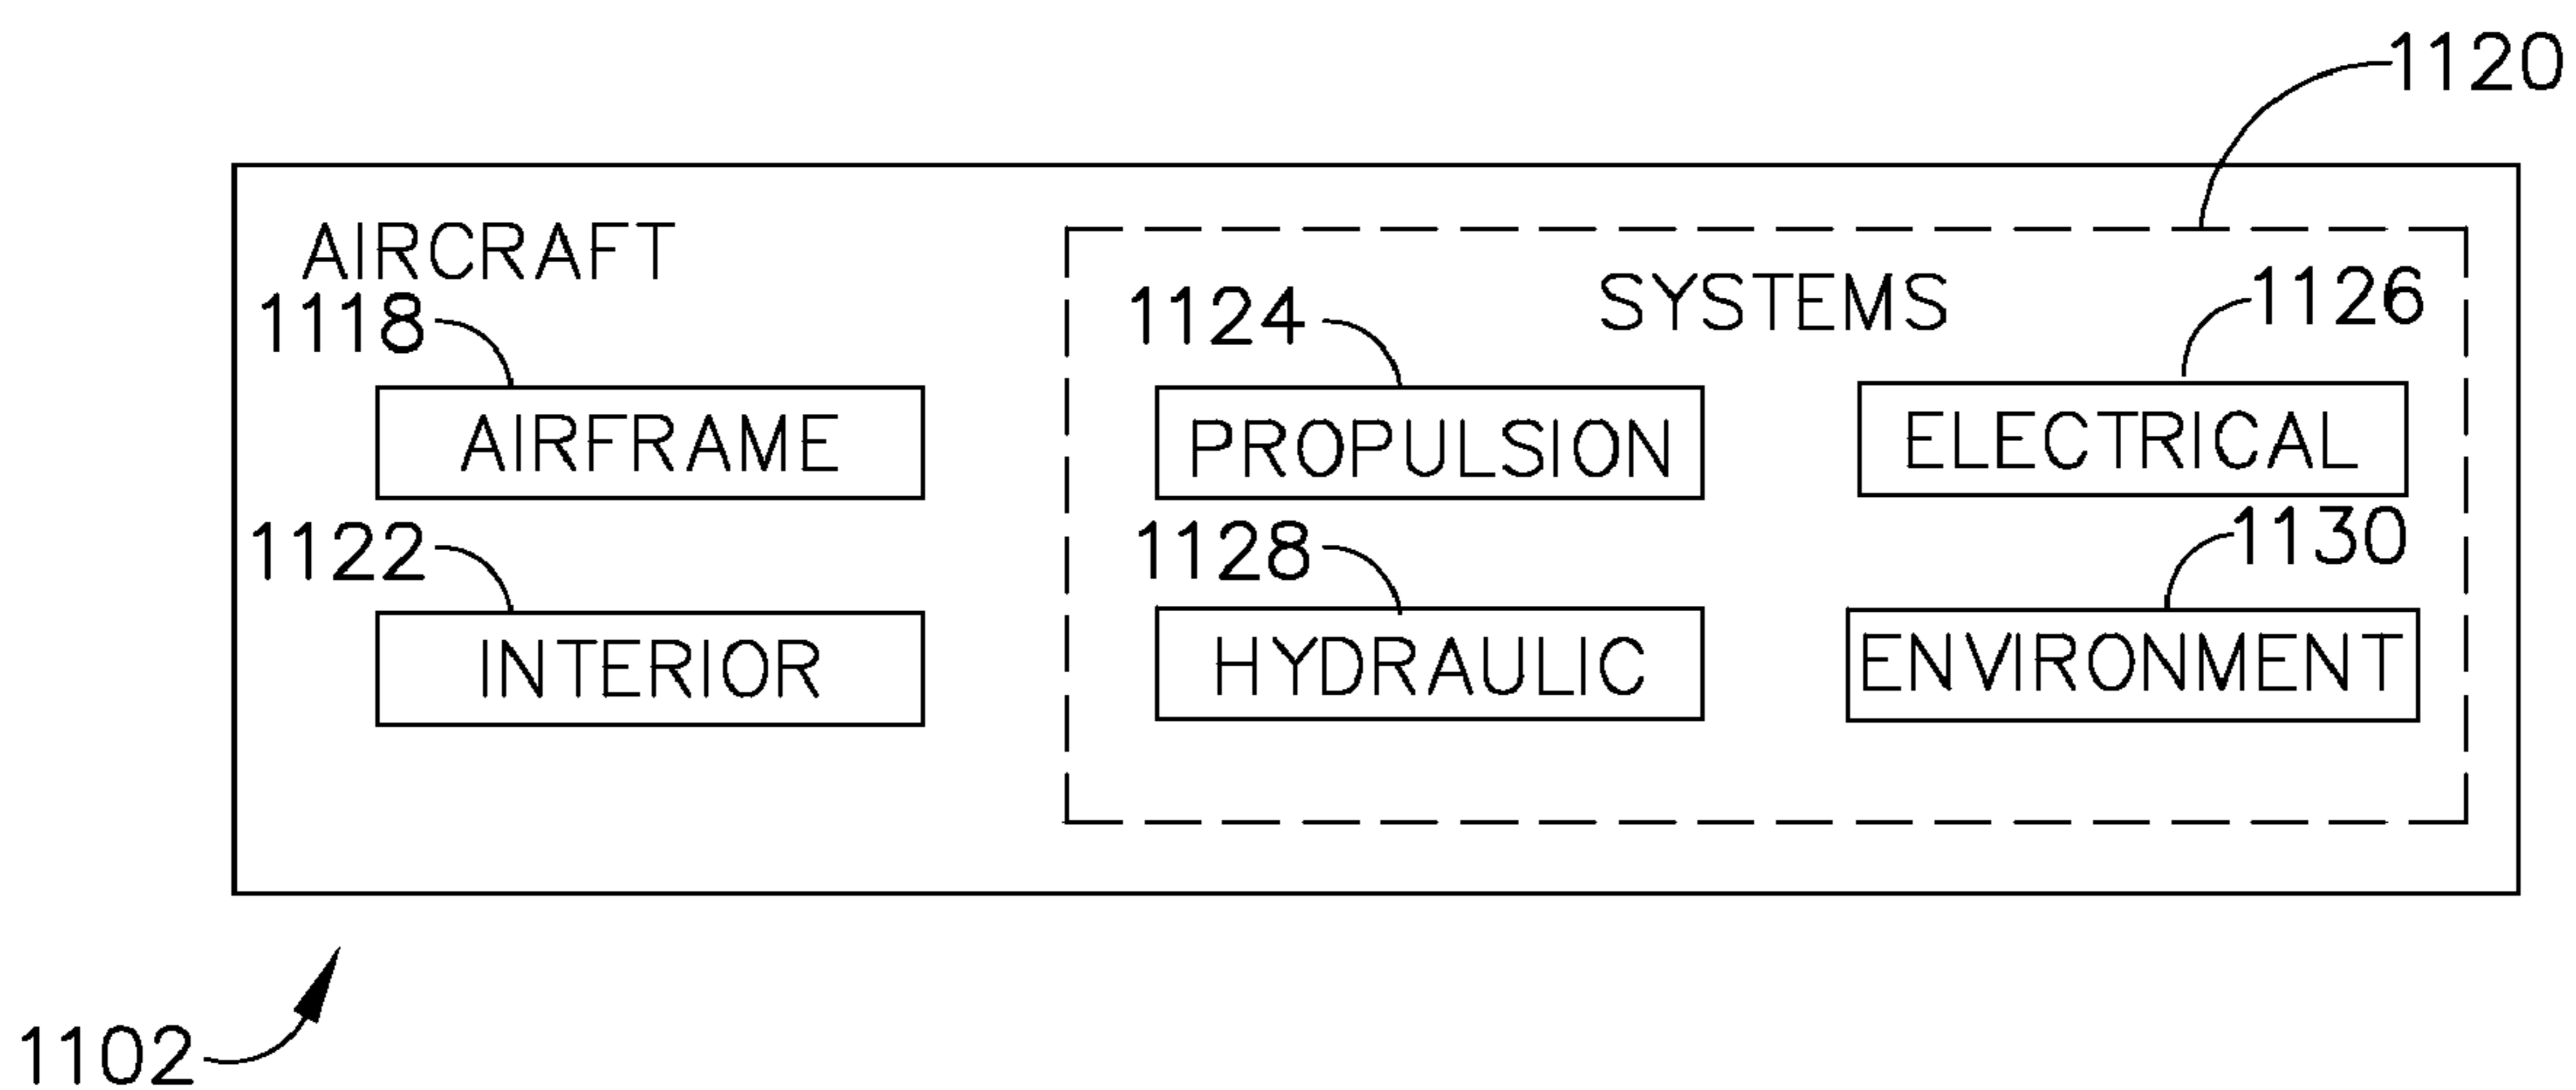 1120
AIRCRAFT
SYSTEMS
1118
1124
1126
AIRFRAME
PROPULSION
ELECTRICAL
1122
1128
1130
INTERIOR
HYDRAULIC
ENVIRONMENT
1102